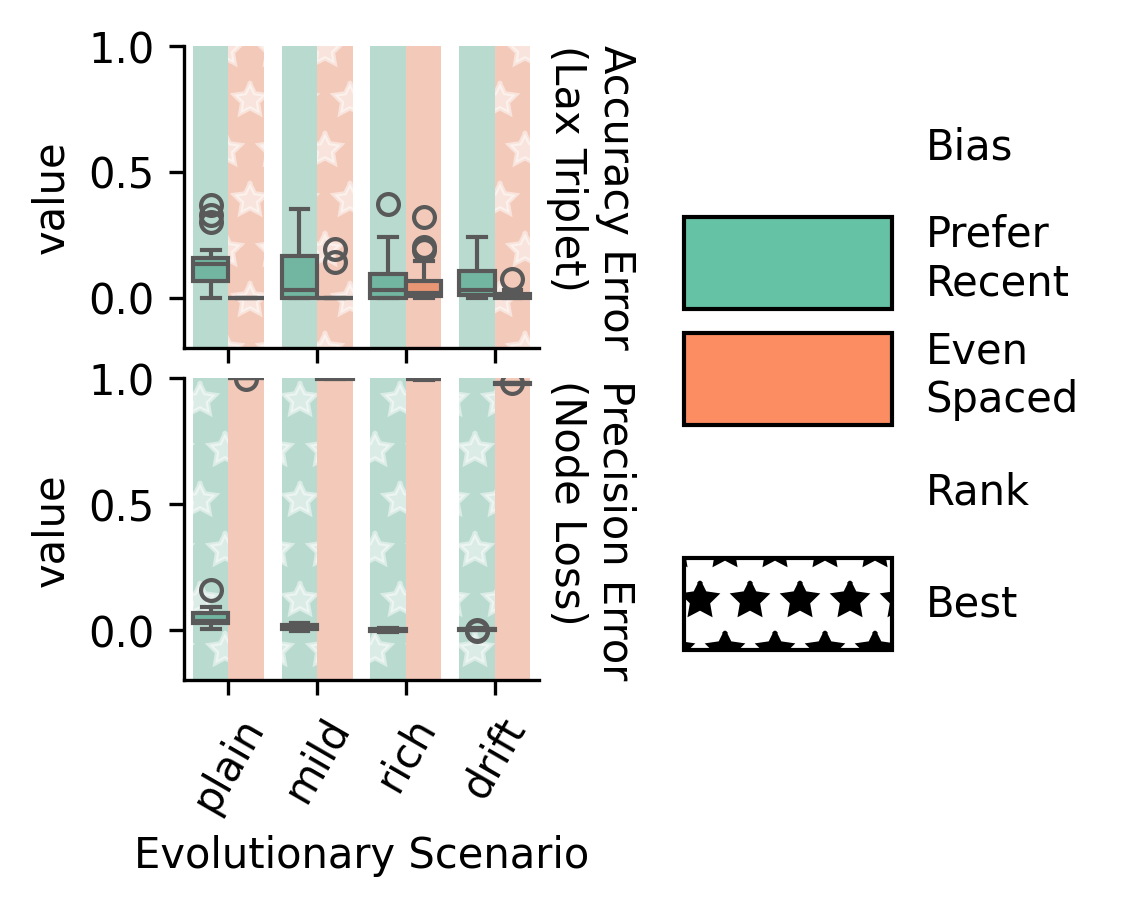 1.0
0.5
0.0
value
Accuracy Error
(Lax Triplet)
1.0
0.5
0.0
value
Precision Error
(Node Loss)
plain
mild
rich
drift
Evolutionary Scenario
Bias
Prefer
Recent
Even
Spaced
Rank
Best